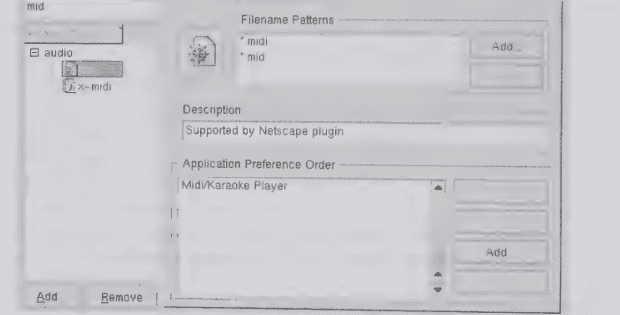 mid
audio
x-midi
Add
Remove
Filename Patterns
* midi
* mid
Add...
Description
Supported by Netscape plugin
Application Preference Order
Midi/Karaoke Player
Add